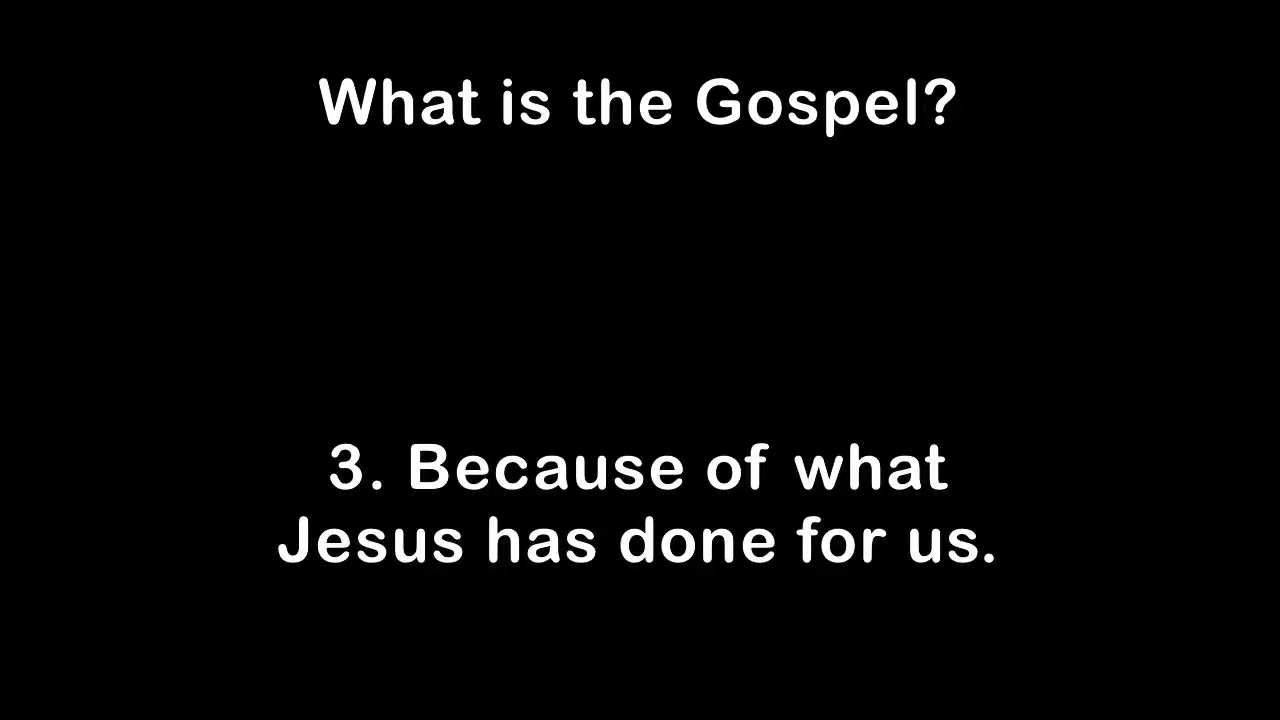 What is the Gospel?
3. Because of what
Jesus has done for us.